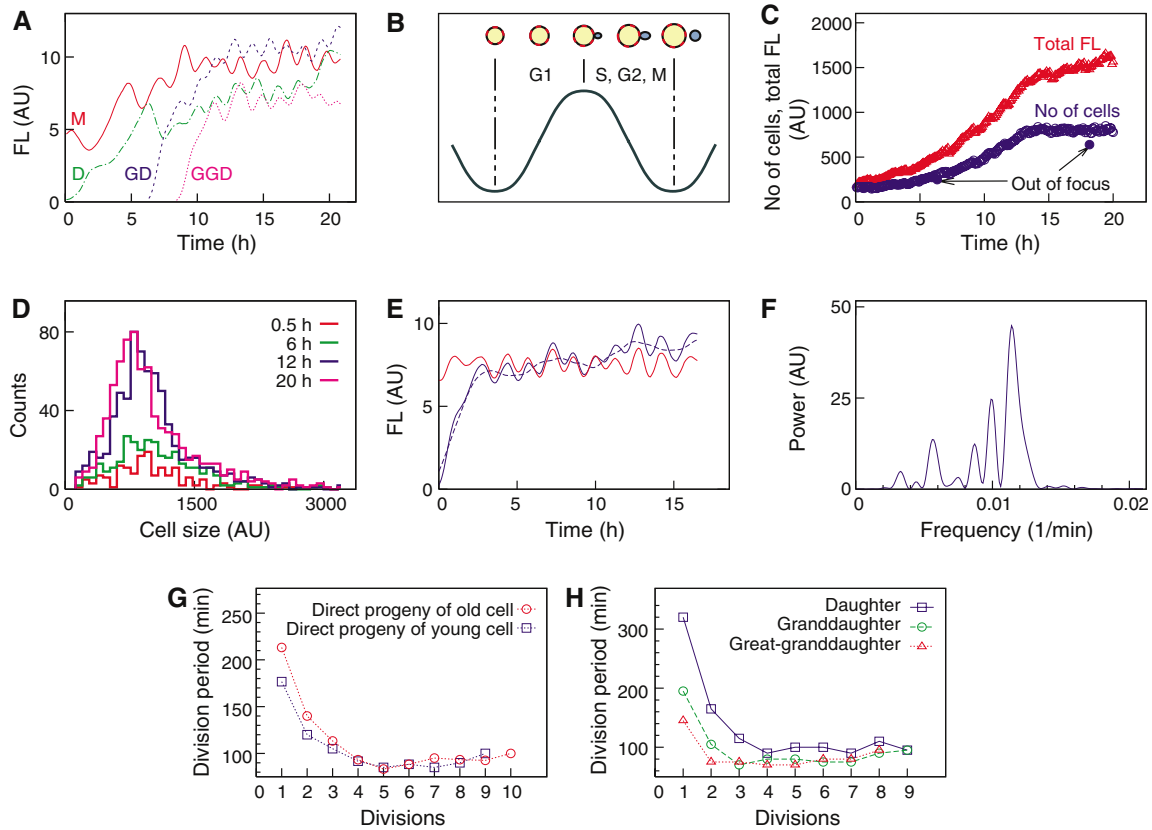 A
FL (AU)
10
5
0
M
D
GD
GGD
0 5 10 15 20
Time (h)
B
G1
S, G2, M
C
No of cells, total FL
(AU)
2000
1500
1000
500
0
Total FL
No of cells
Out of focus
0 5 10 15 20
Time (h)
D
Counts
80
40
0
0.5 h
6 h
12 h
20 h
0 1500 3000
Cell size (AU)
E
FL (AU)
10
5
0
0 5 10 15
Time (h)
F
Power (AU)
50
25
0
0 0.01 0.02
Frequency (1/min)
G
Division period (min)
250
200
150
100
Direct progeny of old cell
Direct progeny of young cell
0 1 2 3 4 5 6 7 8 9 10
Divisions
H
Division period (min)
300
200
100
Daughter
Granddaughter
Great-granddaughter
0 1 2 3 4 5 6 7 8 9
Divisions